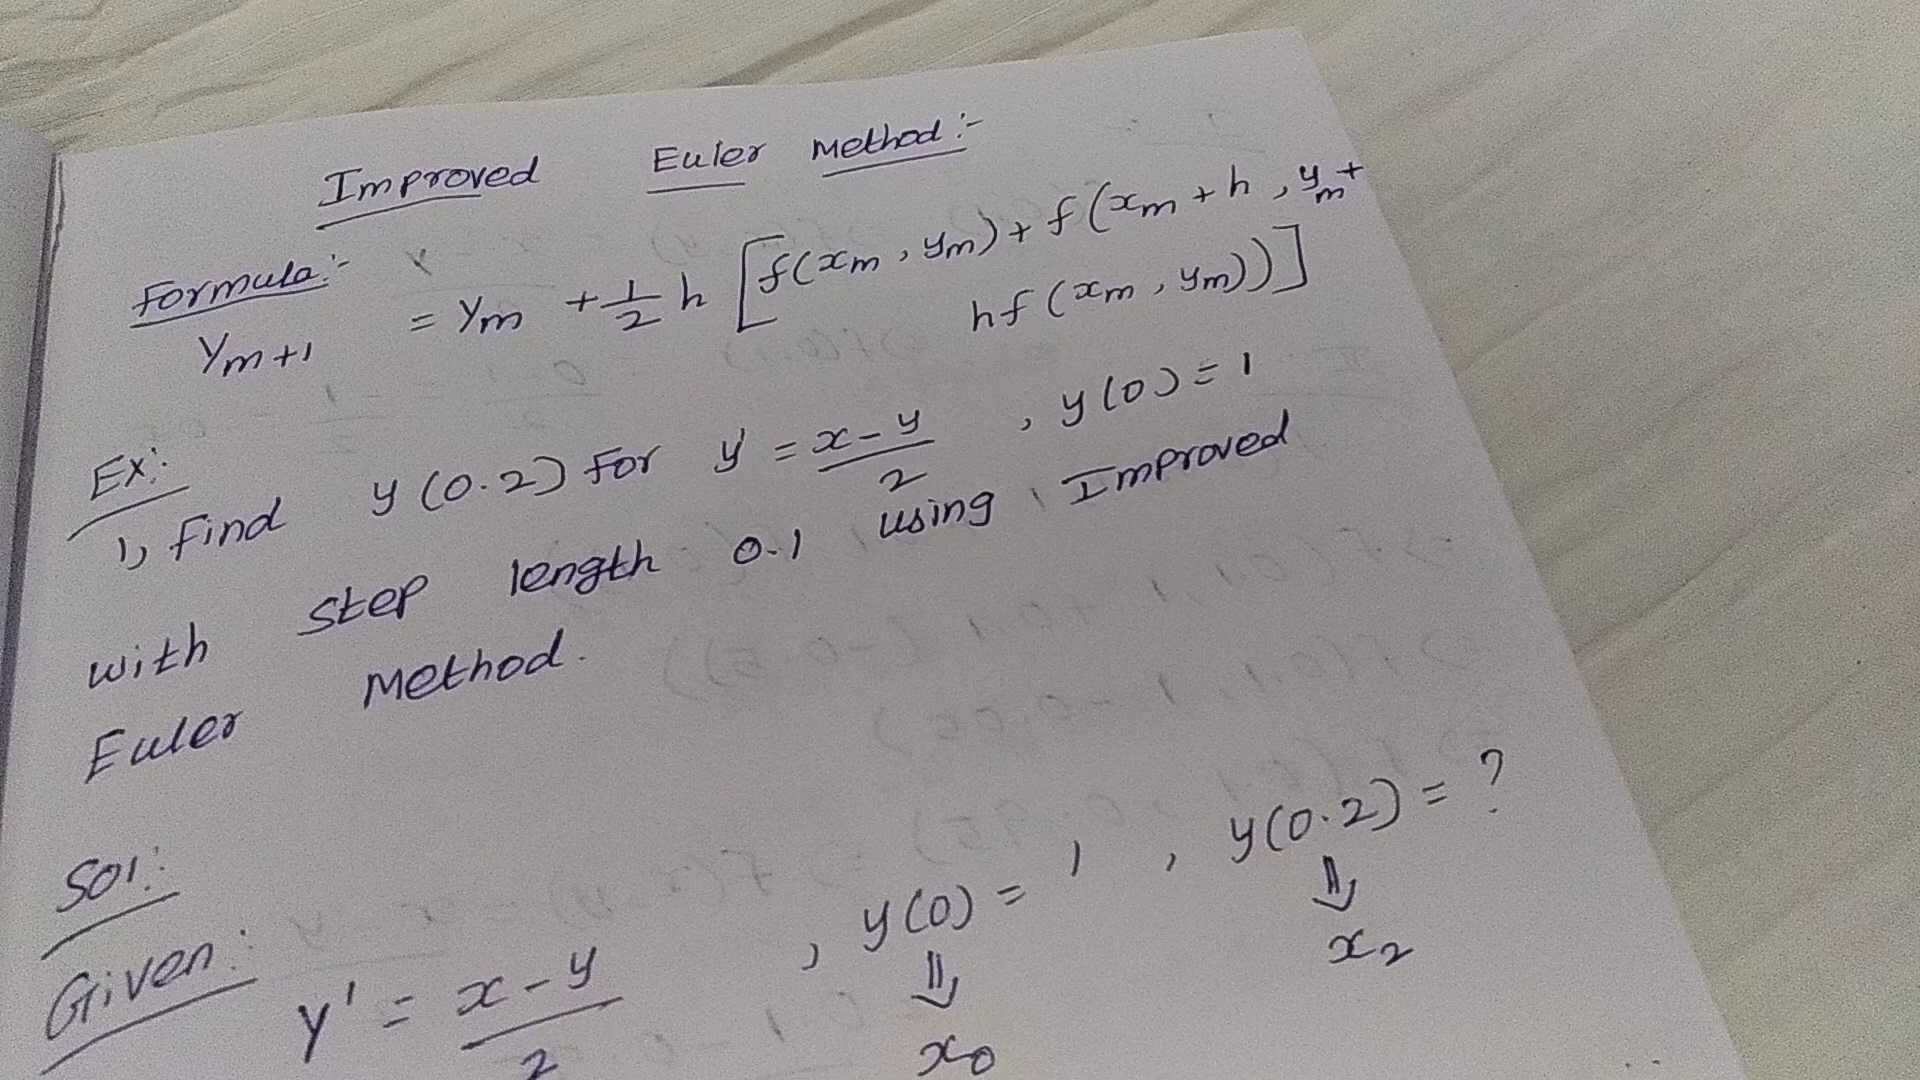 Improved Euler Method:-
Formula:-
Ym+1 = Ym + 1/2 h [f(xm, ym) + f(xm + h, ym +
hf(xm, ym))]
Ex:
1, Find y(0.2) For y' = x-y/2, y(0) = 1
with step length 0.1 using Improved
Euler Method.
Sol:
Given:
y' = x-y/2, y(0) = 1, y(0.2) = ?
⇓ ⇓
x0 x2